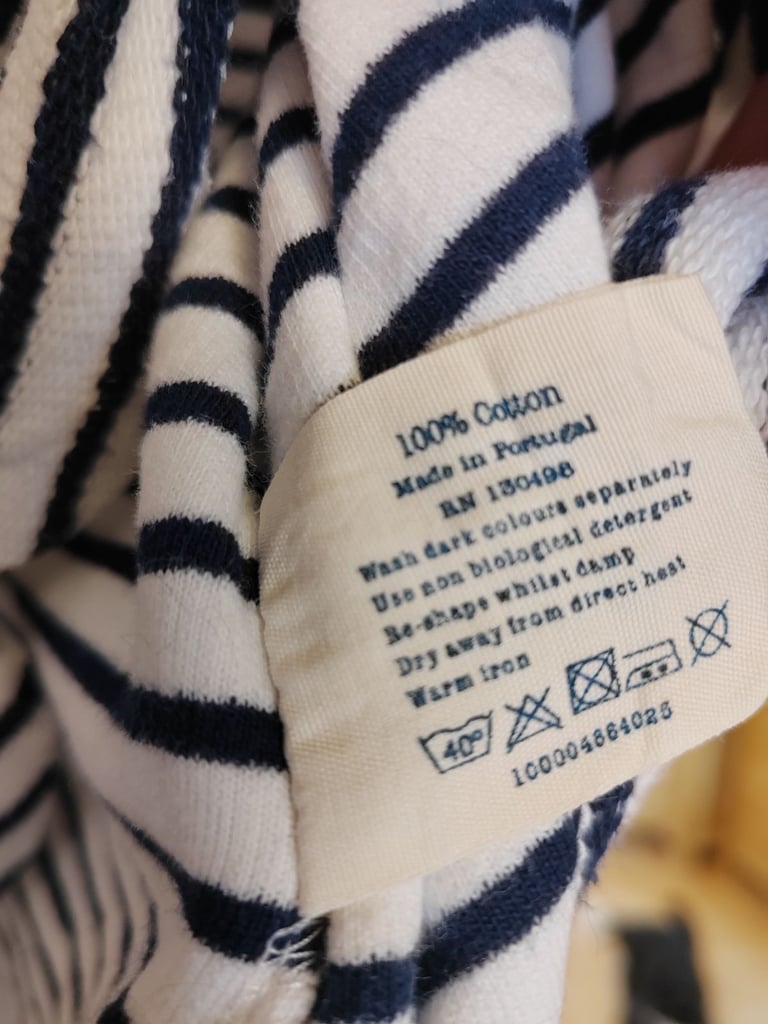 100% Cotton
Made in Portugal
RN 130498
Wash dark colours separately
Use non biological detergent
Re-shape whilst damp
Dry away from direct heat
Warm iron
40º
100004864025